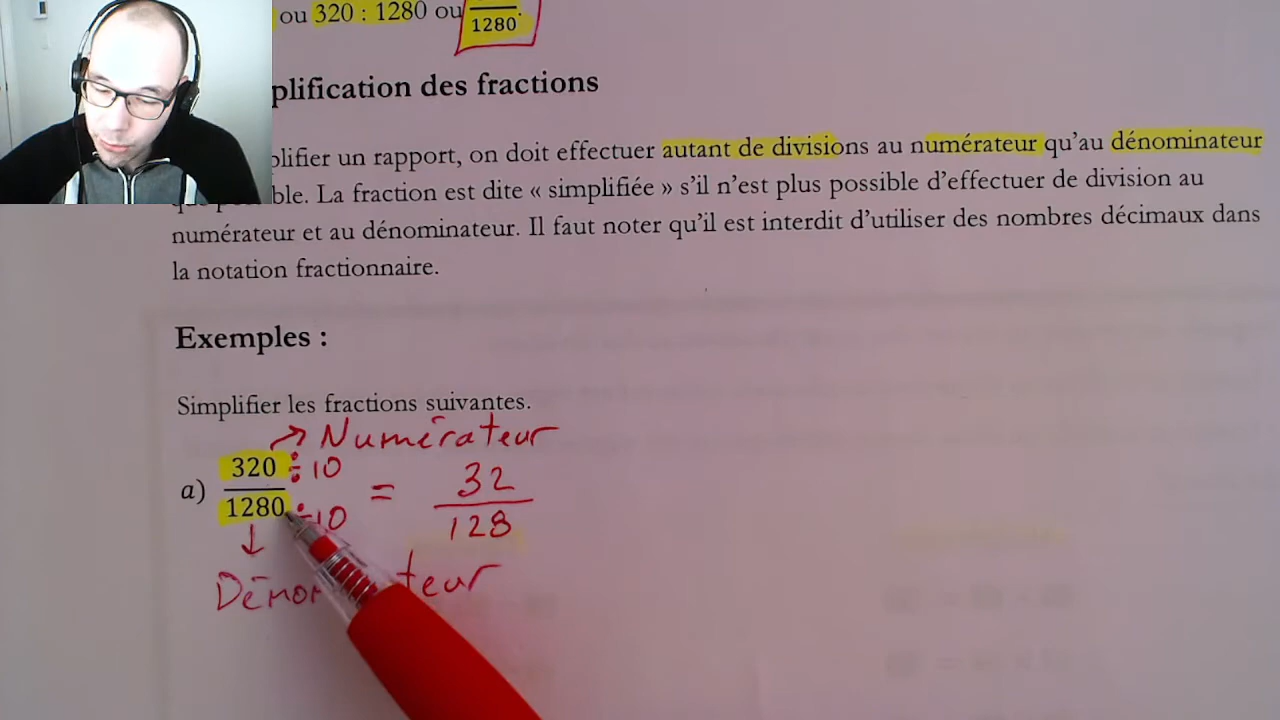 ou 320 : 1280 ou
1280
plification des fractions
plifier un rapport, on doit effectuer autant de divisions au numérateur qu'au dénominateur
ble. La fraction est dite « simplifiée » s'il n'est plus possible d'effectuer de division au
numérateur et au dénominateur. Il faut noter qu'il est interdit d'utiliser des nombres décimaux dans
la notation fractionnaire.
Exemples :
Simplifier les fractions suivantes.
→ Numérateur
a) 320 ÷ 10 = 32
1280 ÷10 128
↓
Dénom teur